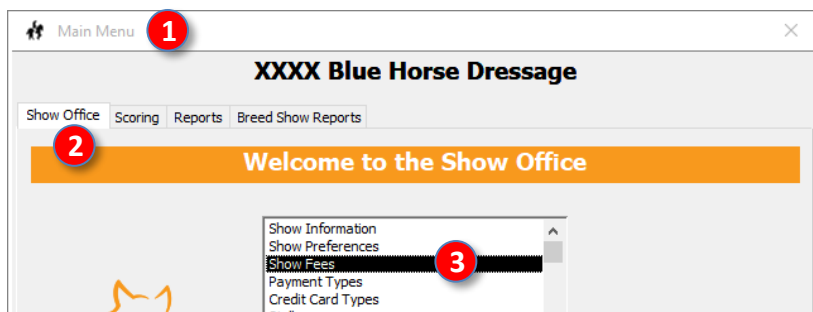 Main Menu 1
XXXX Blue Horse Dressage
Show Office Scoring Reports Breed Show Reports
2
Welcome to the Show Office
Show Information
Show Preferences
Show Fees 3
Payment Types
Credit Card Types